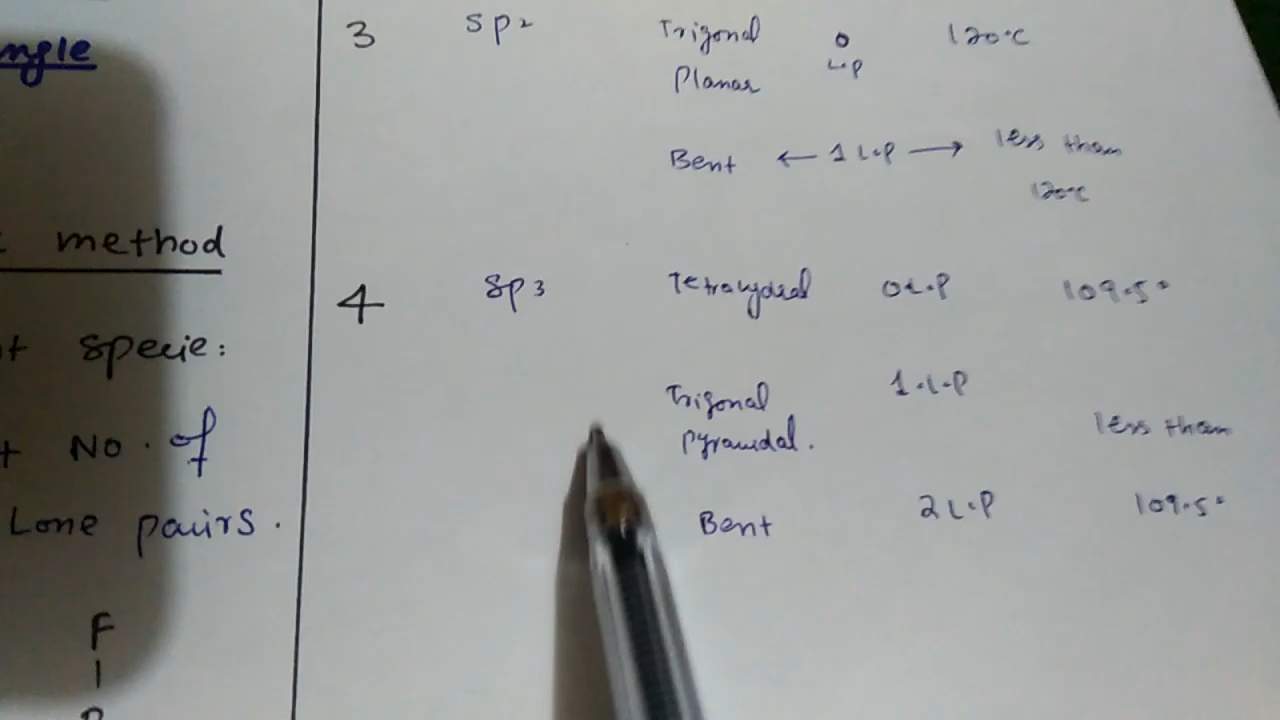 ngle
method
specie:
No. of
Lone pairs.
F
3 sp2 Trigonal 0 120°C
Planar L.P
Bent ← 1 L.P → less than
120°C
4 sp3 0 L.P 109.5°
Trigonal 1.L.P
pyramidal. less than
Bent 2 L.P 109.5°